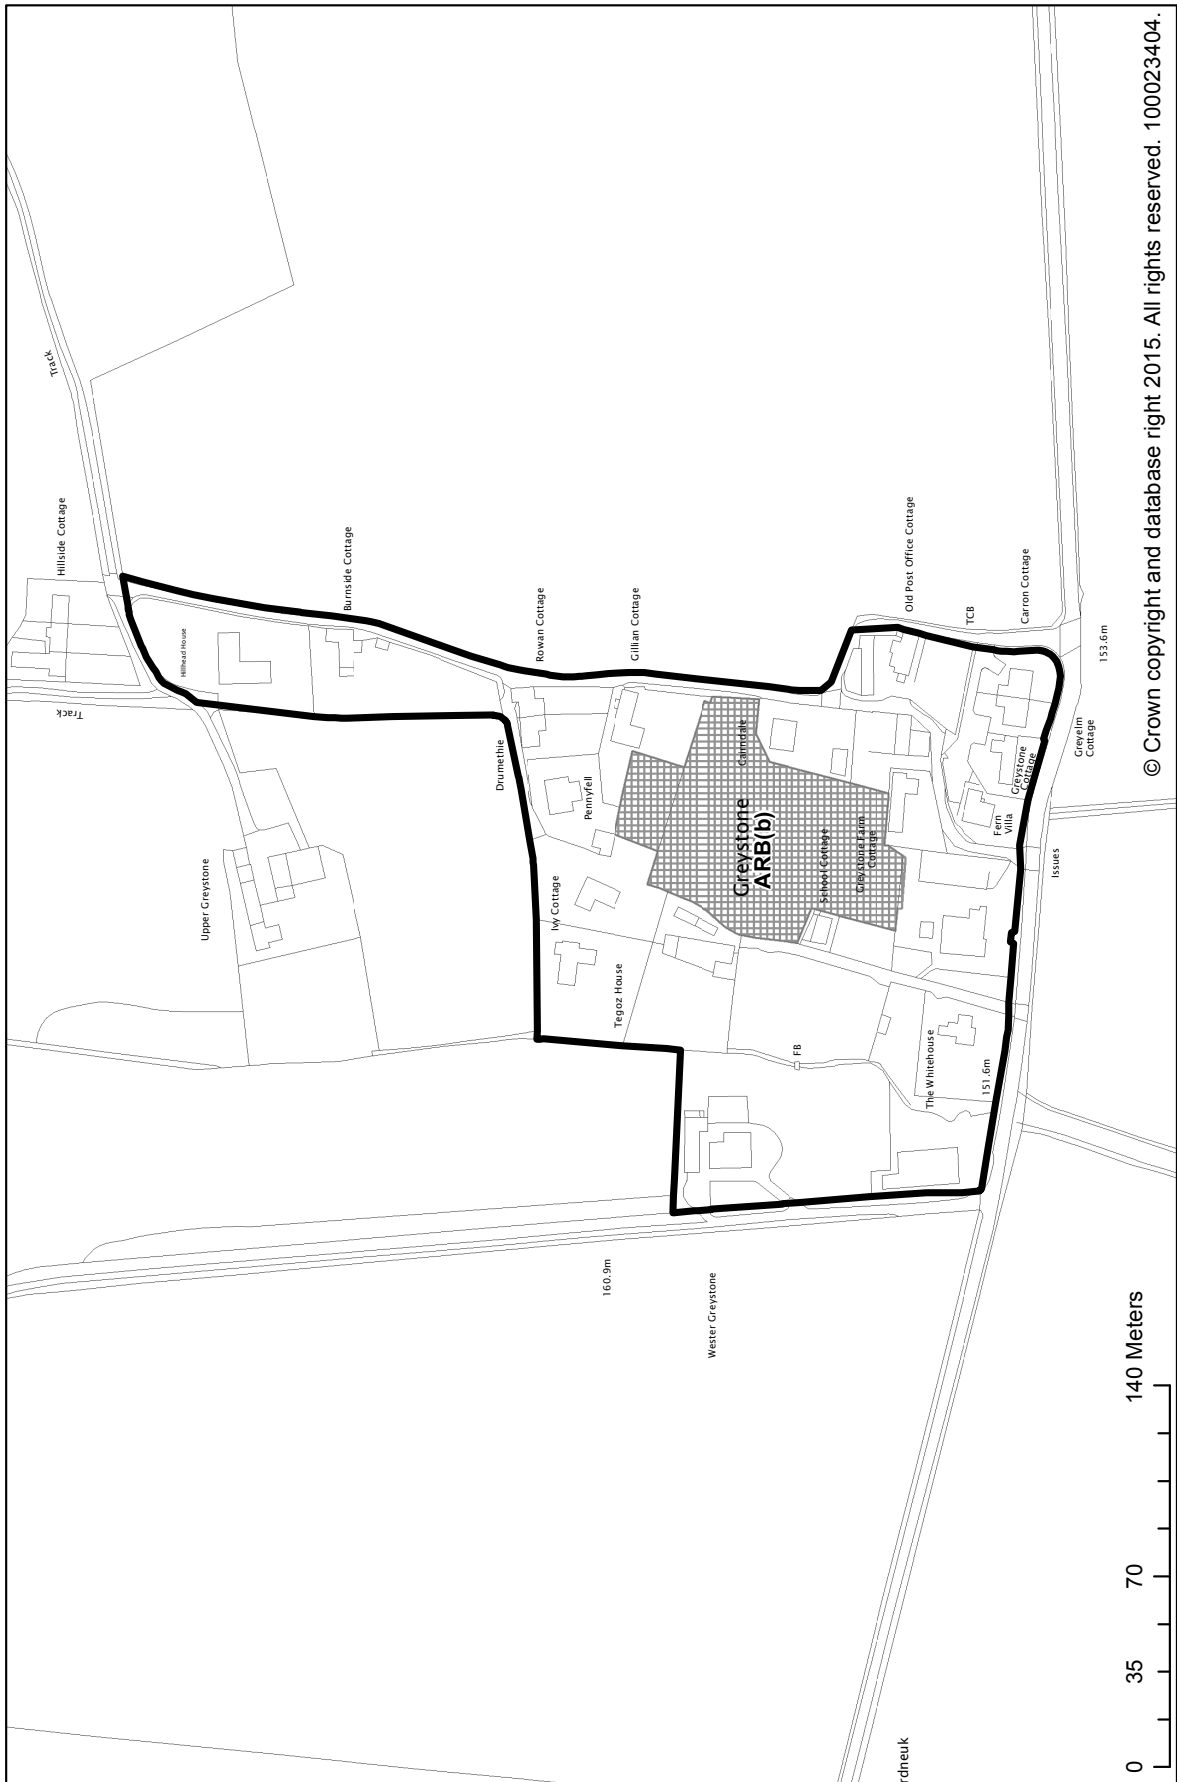 Track
Hillside Cottage
Track
Hillhead House
Burnside Cottage
Upper Greystone
Drumethie
Rowan Cottage
Pennyfell
Gillian Cottage
Ivy Cottage
Tegoz House
Cairndale
Greystone
ARB(b)
School Cottage
Greystone Farm
Cottage
Old Post Office Cottage
TCB
Carron Cottage
153.6m
Greyelm
Cottage
Greystone
Cottage
Fern
Villa
Issues
FB
The Whitehouse
151.6m
160.9m
Wester Greystone
rdneuk
0 35 70 140 Meters
© Crown copyright and database right 2015. All rights reserved. 100023404.